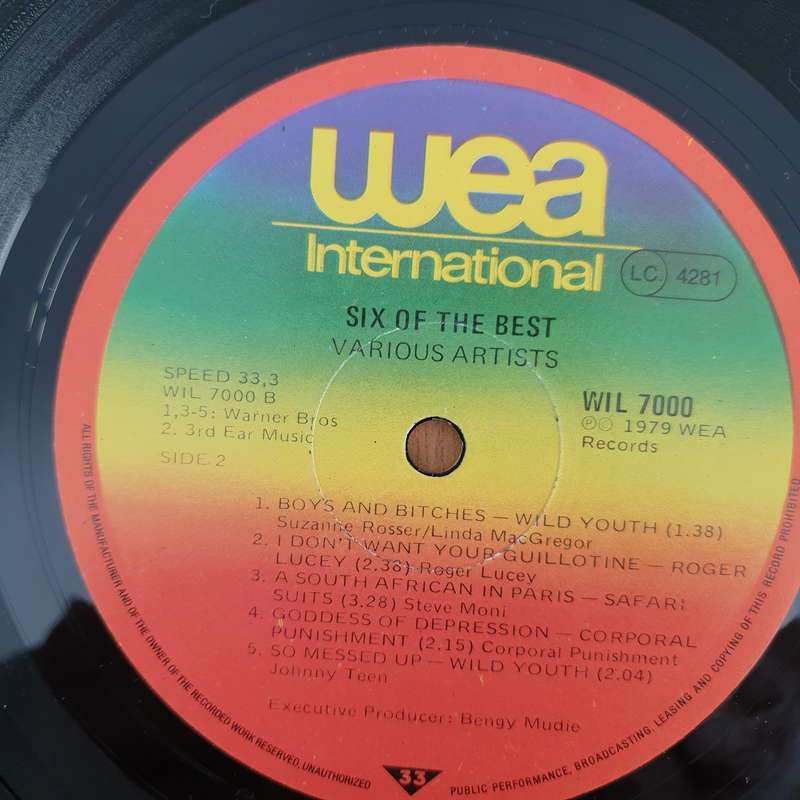 wea
International
LC 4281
SIX OF THE BEST
VARIOUS ARTISTS
SPEED 33,3
WIL 7000 B
1,3-5: Warner Bros
2. 3rd Ear Music
SIDE 2
WIL 7000
ⓅⒸ 1979 WEA
Records
1. BOYS AND BITCHES — WILD YOUTH (1.38)
Suzanne Rosser/Linda MacGregor
2. I DON'T WANT YOUR GUILLOTINE — ROGER
LUCEY (2.38) Roger Lucey
3. A SOUTH AFRICAN IN PARIS — SAFARI
SUITS (3.28) Steve Moni
4. GODDESS OF DEPRESSION — CORPORAL
PUNISHMENT (2.15) Corporal Punishment
5. SO MESSED UP — WILD YOUTH (2.04)
Johnny Teen
Executive Producer: Bengy Mudie
ALL RIGHTS OF THE MANUFACTURER AND OF THE OWNER OF THE RECORDED WORK RESERVED, UNAUTHORIZED
33
PUBLIC PERFORMANCE, BROADCASTING, LEASING AND COPYING OF THIS RECORD PROHIBITED